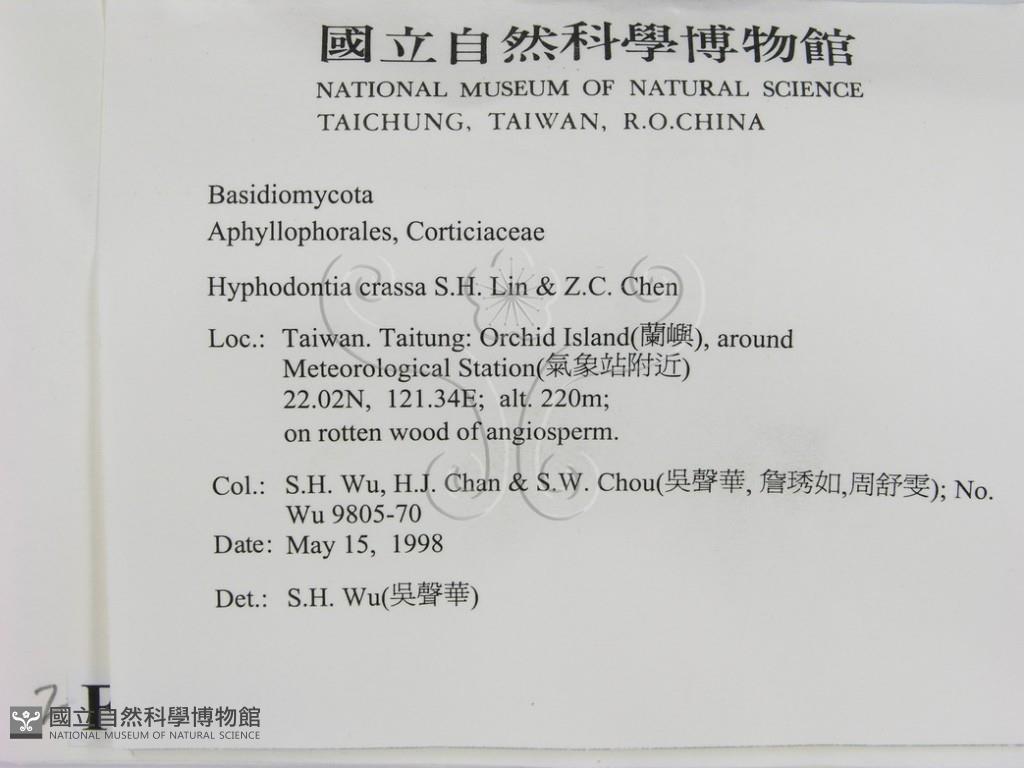 國立自然科學博物館
NATIONAL MUSEUM OF NATURAL SCIENCE
TAICHUNG, TAIWAN, R.O.CHINA
Basidiomycota
Aphyllophorales, Corticiaceae
Hyphodontia crassa S.H. Lin & Z.C. Chen
Loc.: Taiwan. Taitung: Orchid Island(蘭嶼), around
Meteorological Station(氣象站附近)
22.02N, 121.34E; alt. 220m;
on rotten wood of angiosperm.
Col.: S.H. Wu, H.J. Chan & S.W. Chou(吳聲華, 詹琇如,周舒雯); No.
Wu 9805-70
Date: May 15, 1998
Det.: S.H. Wu(吳聲華)
國立自然科學博物館
NATIONAL MUSEUM OF NATURAL SCIENCE